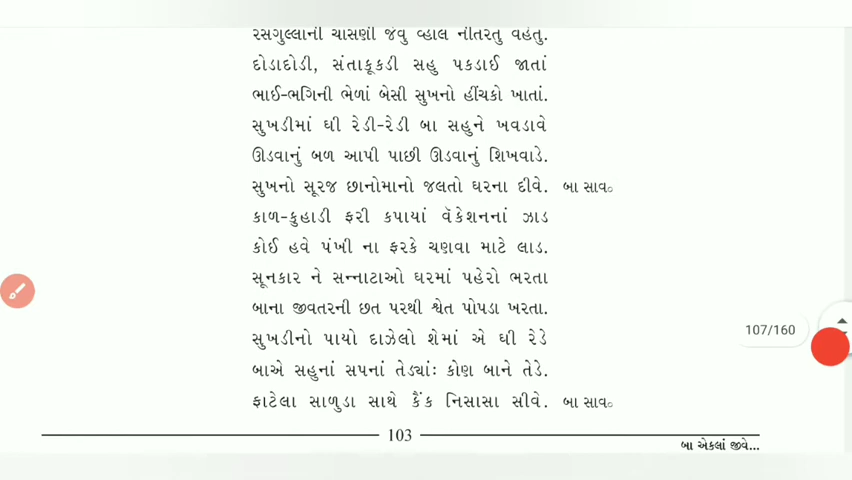 રસગુલ્લાની ચાસણી જેવુ વ્હાલ નીતરતુ વહેતુ.
દોડાદોડી, સંતાકૂકડી સહુ પકડાઈ જાતાં
ભાઈ-ભગિની ભેળાં બેસી સુખનો હીંચકો ખાતાં.
સુખડીમાં ઘી રેડી-રેડી બા સહુને ખવડાવે
ઊડવાનું બળ આપી પાછી ઊડવાનું શિખવાડે.
સુખનો સૂરજ છાનોમાનો જલતો ઘરના દીવે. બા સાવ૦
કાળ-કુહાડી ફરી કપાયાં વૅકેશનનાં ઝાડ
કોઈ હવે પંખી ના ફરકે ચણવા માટે લાડ.
સૂનકાર ને સન્નાટાઓ ઘરમાં પહેરો ભરતા
બાના જીવતરની છત પરથી શ્વેત પોપડા ખરતા.
સુખડીનો પાયો દાઝેલો શેમાં એ ઘી રેડે
બાએ સહુનાં સપનાં તેડ્યાંઃ કોણ બાને તેડે.
ફાટેલા સાળુડા સાથે કૈંક નિસાસા સીવે. બા સાવ૦
107/160
103
બા એકલાં જીવે...